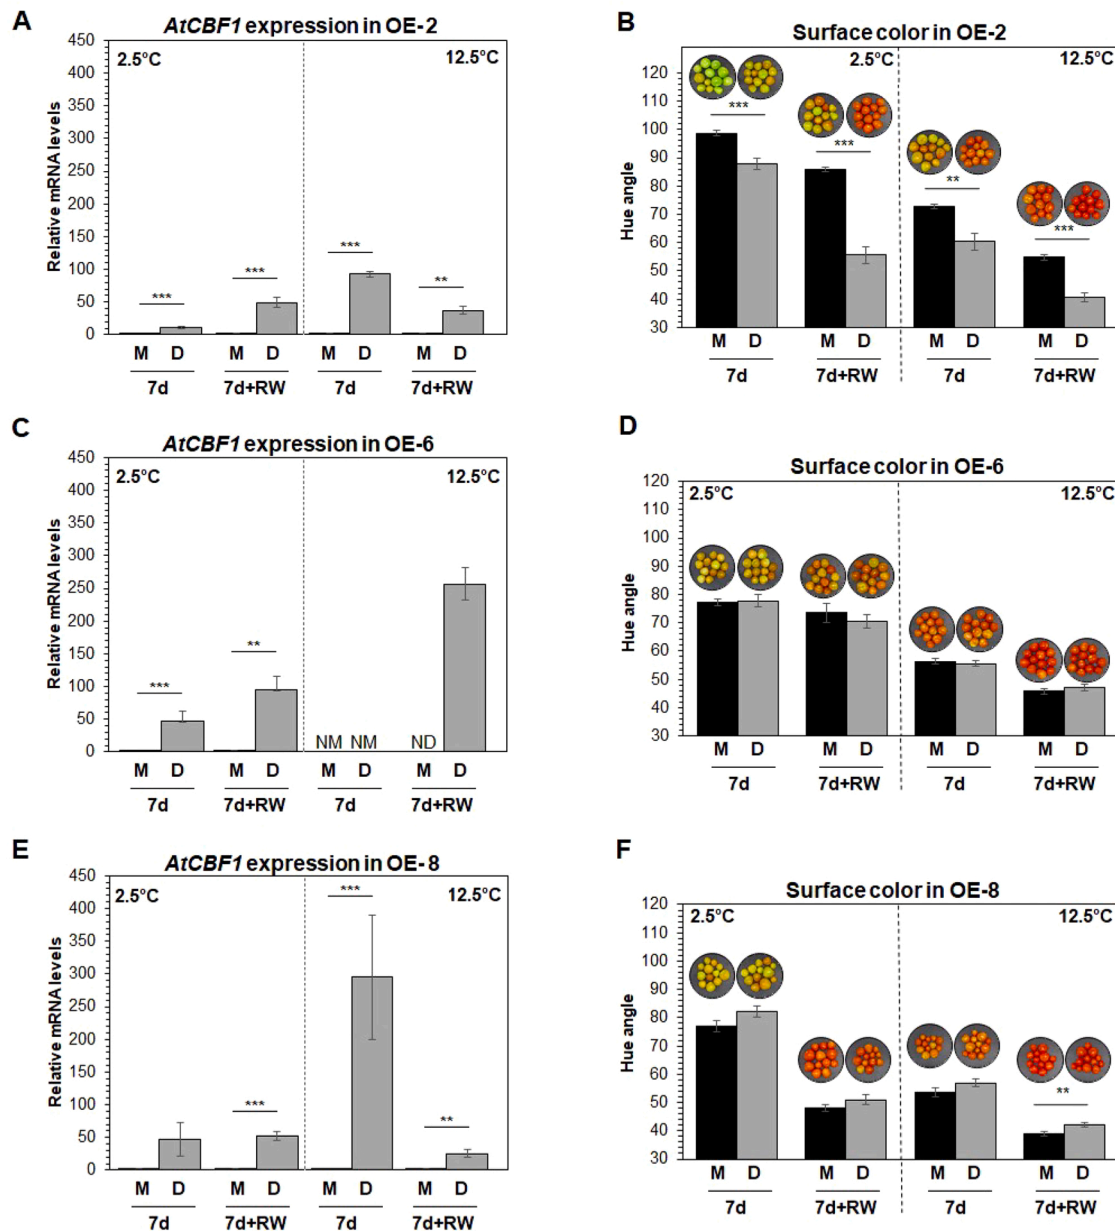 A
AtCBF1 expression in OE-2
Relative mRNA levels
450
400
350
300
250
200
150
100
50
0
2.5°C
12.5°C
***
***
***
**
M D M D M D M D
7d 7d+RW 7d 7d+RW
B
Surface color in OE-2
Hue angle
120
110
100
90
80
70
60
50
40
30
2.5°C
12.5°C
***
***
**
***
M D M D M D M D
7d 7d+RW 7d 7d+RW
C
AtCBF1 expression in OE-6
Relative mRNA levels
450
400
350
300
250
200
150
100
50
0
2.5°C
12.5°C
***
**
NM NM ND
M D M D M D M D
7d 7d+RW 7d 7d+RW
D
Surface color in OE-6
Hue angle
120
110
100
90
80
70
60
50
40
30
2.5°C
12.5°C
M D M D M D M D
7d 7d+RW 7d 7d+RW
E
AtCBF1 expression in OE-8
Relative mRNA levels
450
400
350
300
250
200
150
100
50
0
2.5°C
12.5°C
***
***
**
M D M D M D M D
7d 7d+RW 7d 7d+RW
F
Surface color in OE-8
Hue angle
120
110
100
90
80
70
60
50
40
30
2.5°C
12.5°C
**
M D M D M D M D
7d 7d+RW 7d 7d+RW